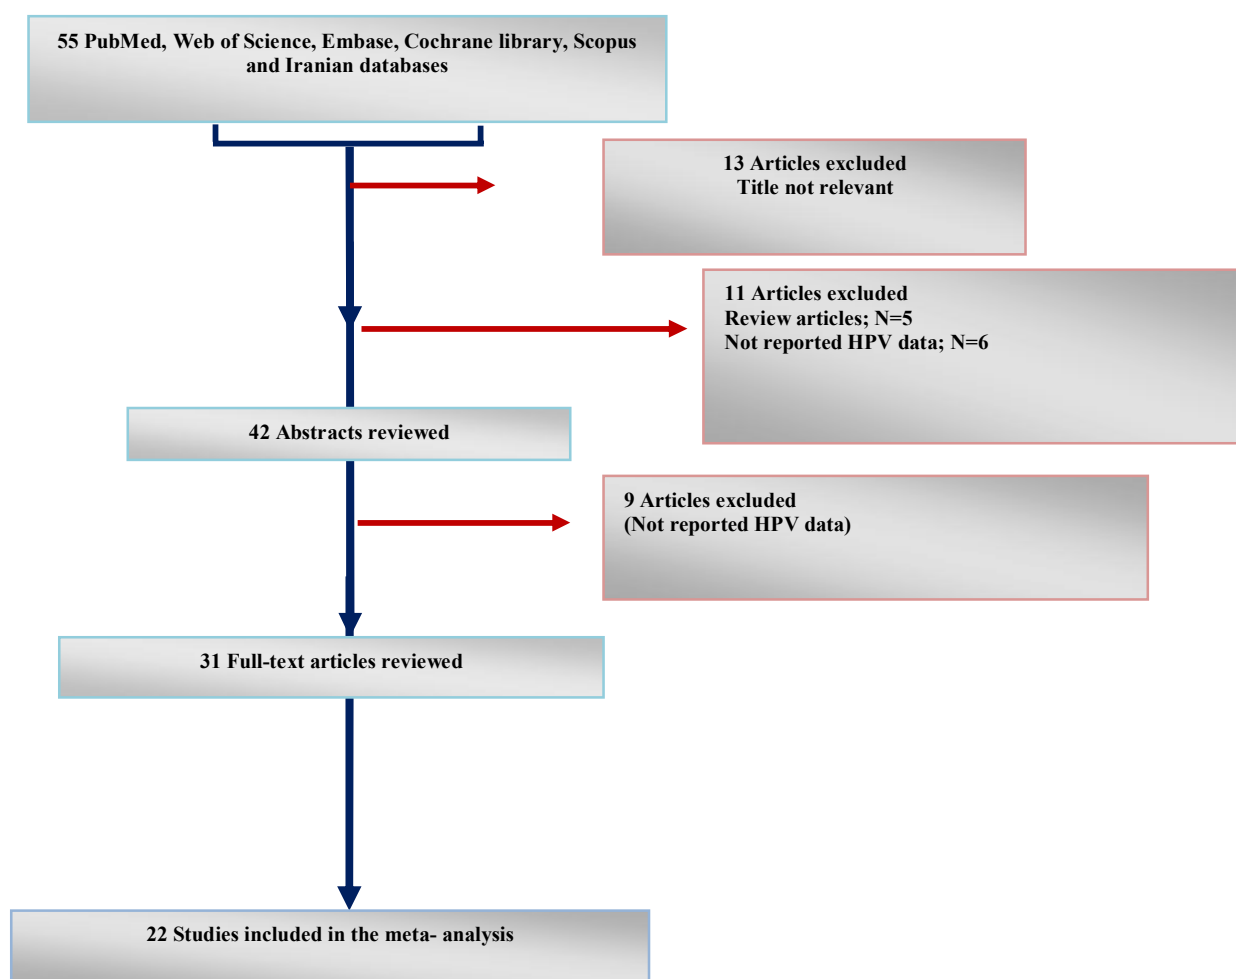 55 PubMed, Web of Science, Embase, Cochrane library, Scopus
and Iranian databases
13 Articles excluded
Title not relevant
11 Articles excluded
Review articles; N=5
Not reported HPV data; N=6
42 Abstracts reviewed
9 Articles excluded
(Not reported HPV data)
31 Full-text articles reviewed
22 Studies included in the meta- analysis